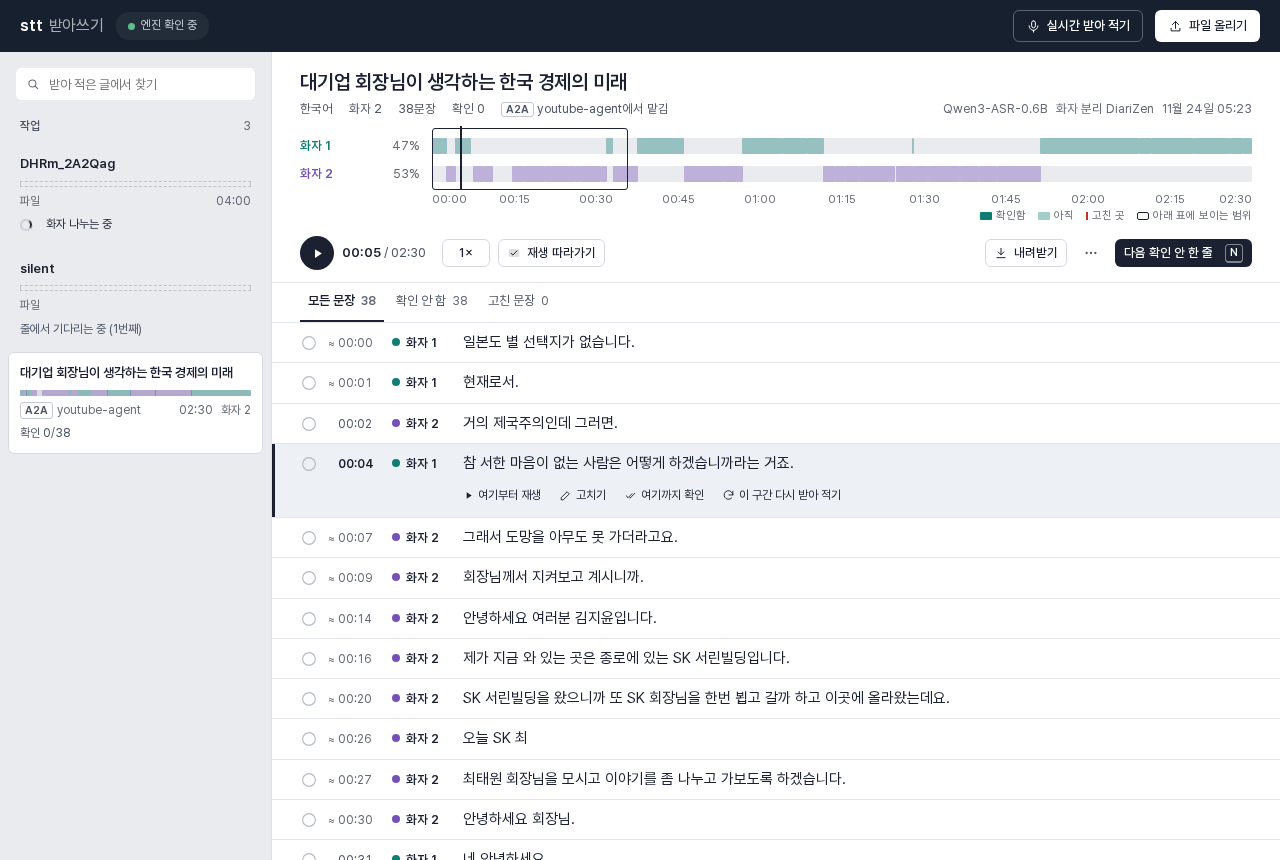 stt 받아쓰기 엔진 확인 중 실시간 받아 적기 파일 올리기
받아 적은 글에서 찾기
작업 3
DHRm_2A2Qag
파일 04:00
화자 나누는 중
silent
파일
줄에서 기다리는 중 (1번째)
대기업 회장님이 생각하는 한국 경제의 미래
A2A youtube-agent 02:30 화자 2
확인 0/38
대기업 회장님이 생각하는 한국 경제의 미래
한국어 화자 2 38문장 확인 0 A2A youtube-agent에서 맡김 Qwen3-ASR-0.6B 화자 분리 DiariZen 11월 24일 05:23
화자 1 47%
화자 2 53%
00:00 00:15 00:30 00:45 01:00 01:15 01:30 01:45 02:00 02:15 02:30
확인함 아직 고친 곳 아래 표에 보이는 범위
00:05 / 02:30 1× 재생 따라가기 내려받기 ··· 다음 확인 안 한 줄 N
모든 문장 38 확인 안 함 38 고친 문장 0
≈ 00:00 화자 1 일본도 별 선택지가 없습니다.
≈ 00:01 화자 1 현재로서.
00:02 화자 2 거의 제국주의인데 그러면.
00:04 화자 1 참 서한 마음이 없는 사람은 어떻게 하겠습니까라는 거죠.
여기부터 재생 고치기 여기까지 확인 이 구간 다시 받아 적기
≈ 00:07 화자 2 그래서 도망을 아무도 못 가더라고요.
≈ 00:09 화자 2 회장님께서 지켜보고 계시니까.
≈ 00:14 화자 2 안녕하세요 여러분 김지윤입니다.
≈ 00:16 화자 2 제가 지금 와 있는 곳은 종로에 있는 SK 서린빌딩입니다.
≈ 00:20 화자 2 SK 서린빌딩을 왔으니까 또 SK 회장님을 한번 뵙고 갈까 하고 이곳에 올라왔는데요.
≈ 00:26 화자 2 오늘 SK 최
≈ 00:27 화자 2 최태원 회장님을 모시고 이야기를 좀 나누고 가보도록 하겠습니다.
≈ 00:30 화자 2 안녕하세요 회장님.
00:31 화자 1 네 안녕하세요